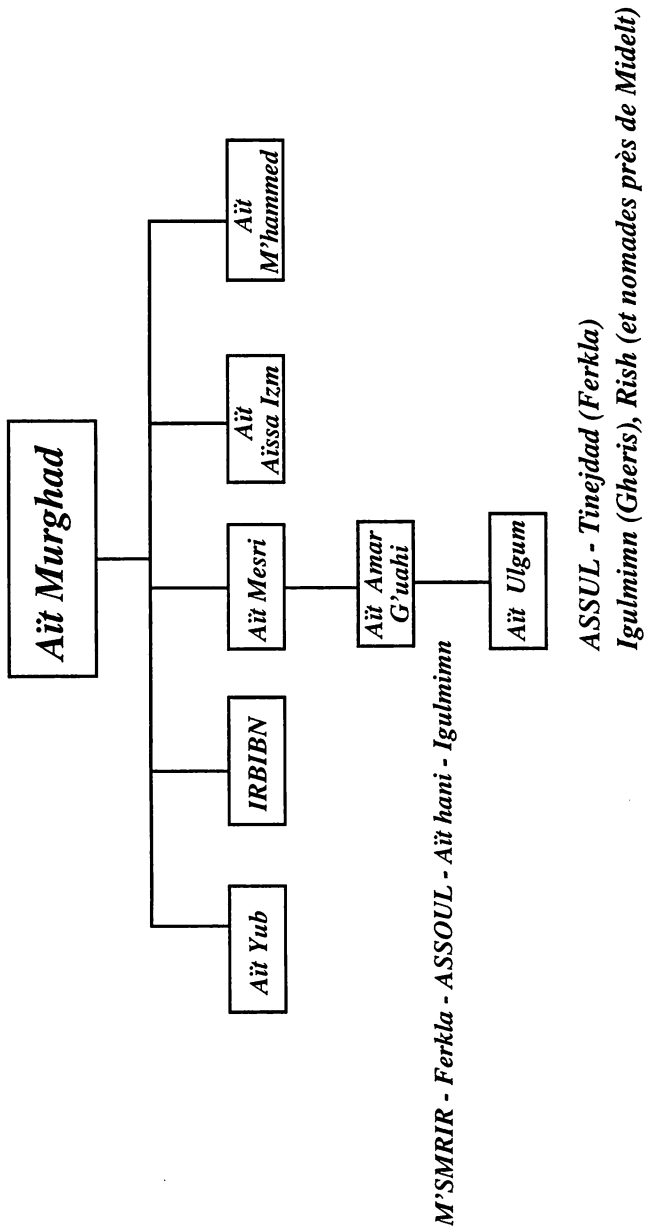 Aït Murghad
Aït Yub
IRBIBN
Aït Mesri
Aït
Aïssa Izm
Aït
M'hammed
Aït Amar
G'uahi
M'SMRIR - Ferkla - ASSOUL - Aït hani - Igulmimn
Aït Ulgum
ASSUL - Tinejdad (Ferkla)
Igulmimn (Gheris), Rish (et nomades près de Midelt)